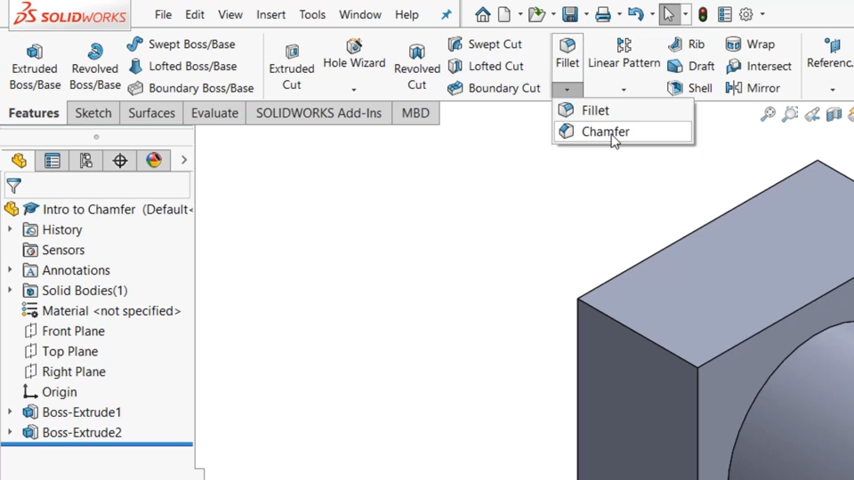 SOLIDWORKS File Edit View Insert Tools Window Help
Extruded Boss/Base
Revolved Boss/Base
Swept Boss/Base
Lofted Boss/Base
Boundary Boss/Base
Extruded Cut
Hole Wizard
Revolved Cut
Swept Cut
Lofted Cut
Boundary Cut
Fillet
Linear Pattern
Rib
Draft
Shell
Wrap
Intersect
Mirror
Referenc...
Fillet
Chamfer
Features Sketch Surfaces Evaluate SOLIDWORKS Add-Ins MBD
Intro to Chamfer (Default<
History
Sensors
Annotations
Solid Bodies(1)
Material <not specified>
Front Plane
Top Plane
Right Plane
Origin
Boss-Extrude1
Boss-Extrude2